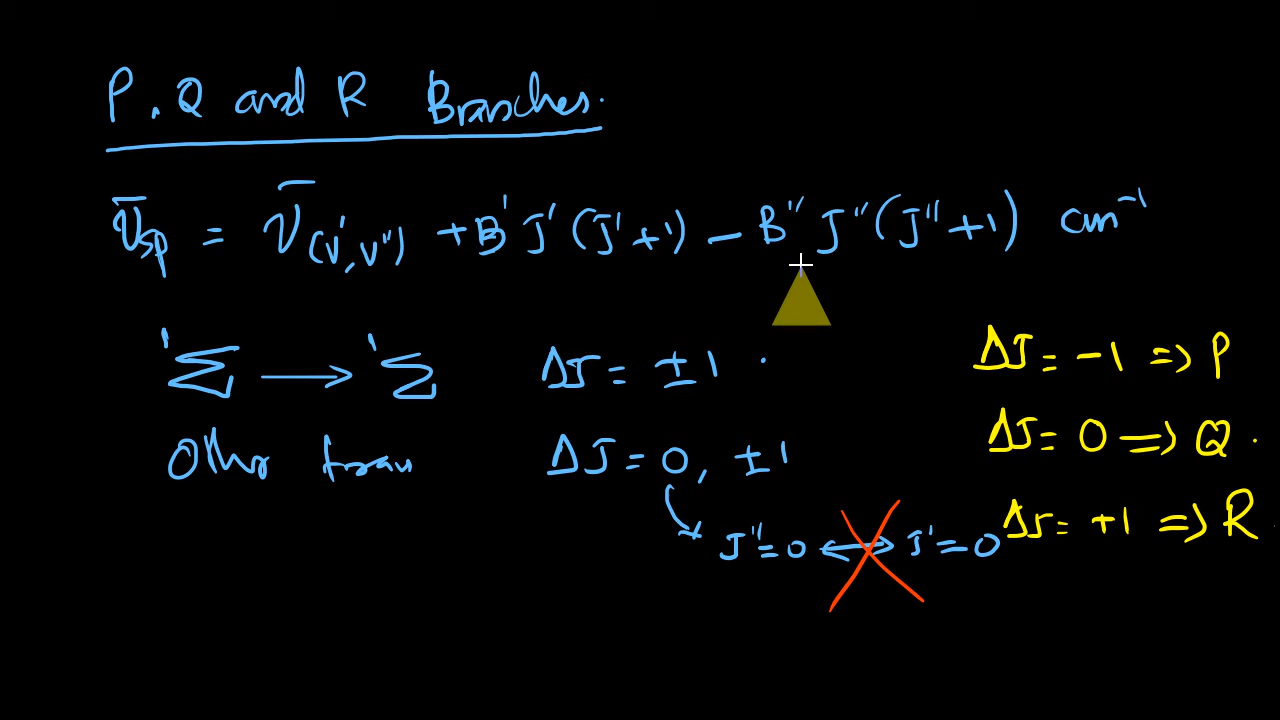 P, Q and R Branches.
ν̄sp = ν̄(v',v'') + B' J' (J'+1) – B'' J'' (J''+1) cm⁻¹
¹Σ → ¹Σ ΔJ = ±1 .
ΔJ = -1 => P
Other tran ΔJ = 0, ±1
ΔJ = 0 => Q .
J'' = 0 ↔ J' = 0
ΔJ = +1 => R